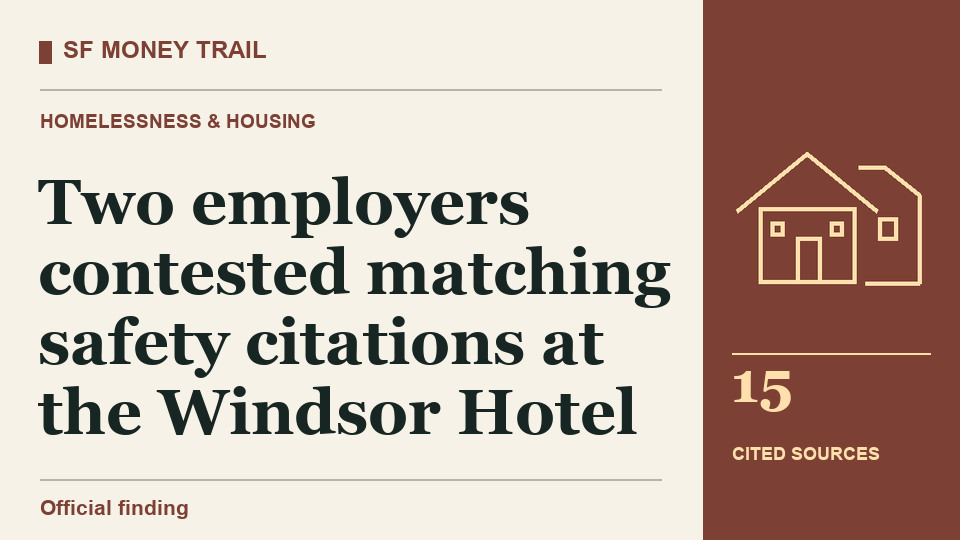 SF MONEY TRAIL
HOMELESSNESS & HOUSING
Two employers
contested matching
safety citations at
the Windsor Hotel
Official finding
15
CITED SOURCES